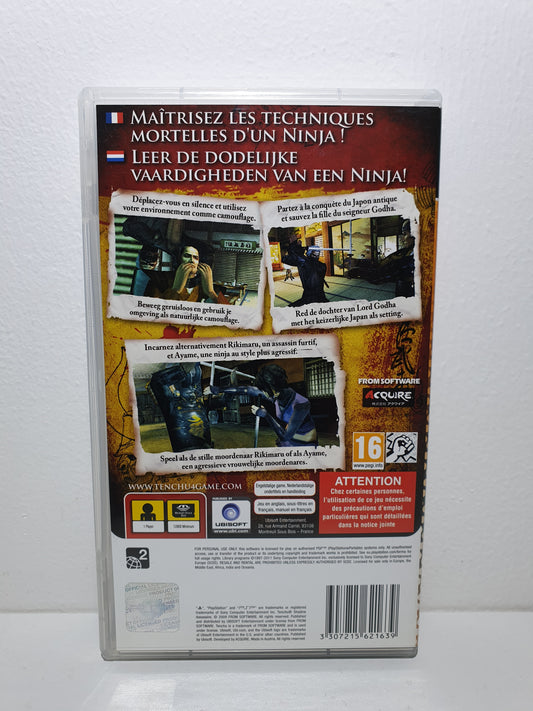 MAÎTRISEZ LES TECHNIQUES
MORTELLES D'UN NINJA !
LEER DE DODELIJKE
VAARDIGHEDEN VAN EEN NINJA!
Déplacez-vous en silence et utilisez
votre environnement comme camouflage.
Partez à la conquête du Japon antique
et sauvez la fille du seigneur Godha.
Beweeg geruisloos en gebruik je
omgeving als natuurlijke camouflage.
Red de dochter van Lord Godha
met het keizerlijke Japan als setting.
Incarnez alternativement Rikimaru, un assassin furtif,
et Ayame, une ninja au style plus agressif.
FROM SOFTWARE
ACQUIRE
Speel als de stille moordenaar Rikimaru of als Ayame,
een agressieve vrouwelijke moordenares.
16
www.pegi.info
WWW.TENCHU4GAME.COM
PUBLISHED BY
UBISOFT
www.ubi.com
1 Player
Engelstalige game. Nederlandstalige
ondertitels en handleiding
Jeu en anglais, sous-titres en
français, manuel en français
Ubisoft Entertainment,
28, rue Armand Carrel, 93108
Montreuil Sous Bois – France
ATTENTION
Chez certaines personnes,
l'utilisation de ce jeu nécessite
des précautions d'emploi
particulières qui sont détaillées
dans la notice jointe
2
3 307215 621639